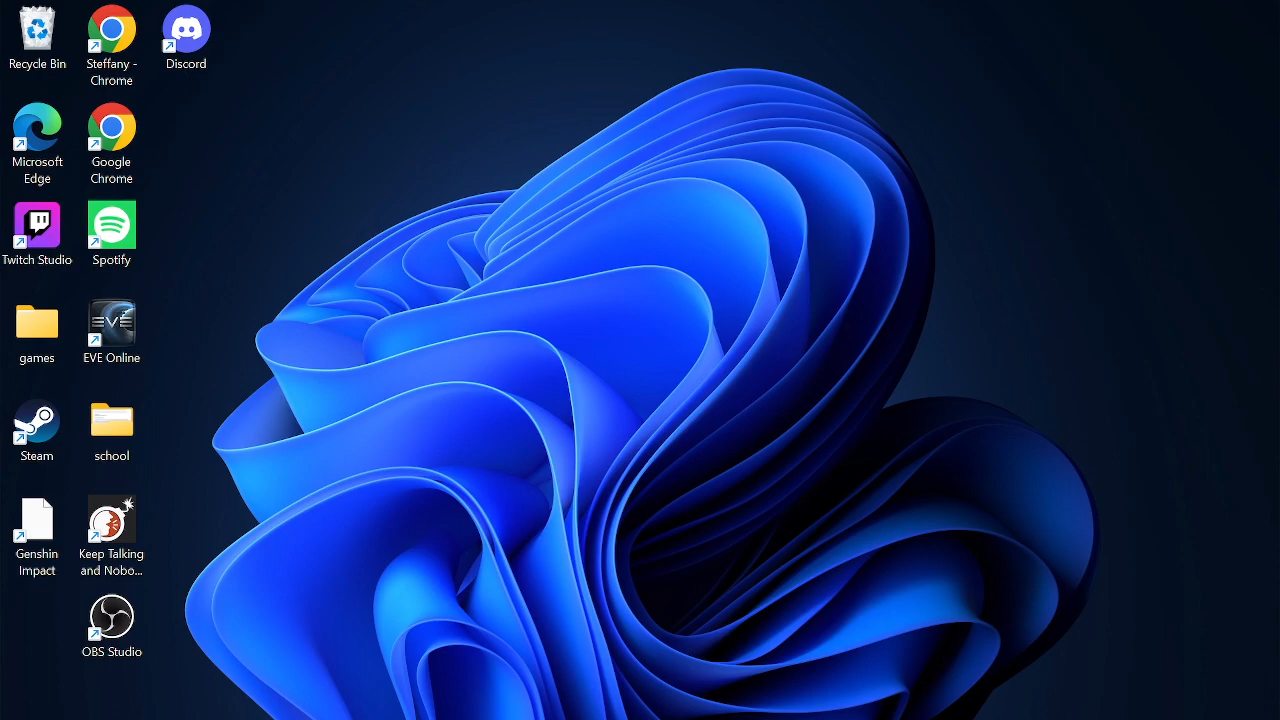 Recycle Bin
Steffany -
Chrome
Discord
Microsoft
Edge
Google
Chrome
Twitch Studio
Spotify
games
EVE
EVE Online
Steam
school
Genshin
Impact
Keep Talking
and Nobo...
OBS Studio